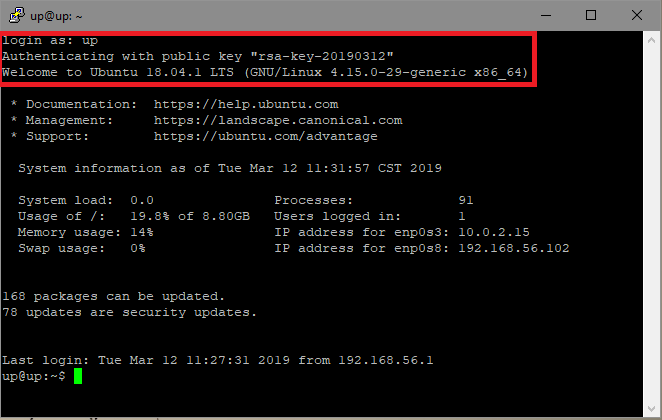 up@up: ~
login as: up
Authenticating with public key "rsa-key-20190312"
Welcome to Ubuntu 18.04.1 LTS (GNU/Linux 4.15.0-29-generic x86_64)
* Documentation:  https://help.ubuntu.com
* Management:     https://landscape.canonical.com
* Support:        https://ubuntu.com/advantage
System information as of Tue Mar 12 11:31:57 CST 2019
System load:  0.0               Processes:             91
Usage of /:   19.8% of 8.80GB   Users logged in:       1
Memory usage: 14%               IP address for enp0s3: 10.0.2.15
Swap usage:   0%                IP address for enp0s8: 192.168.56.102
168 packages can be updated.
78 updates are security updates.
Last login: Tue Mar 12 11:27:31 2019 from 192.168.56.1
up@up:~$